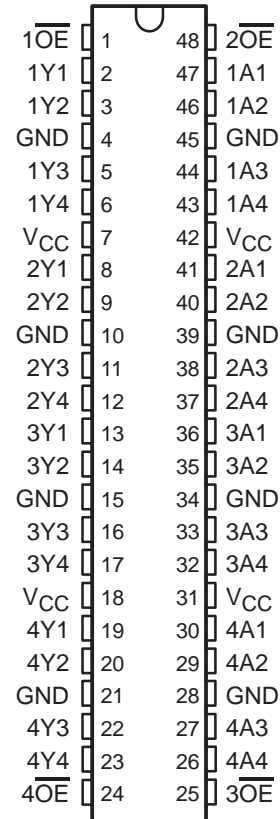 1O̅E̅ 1 48 2O̅E̅
1Y1 2 47 1A1
1Y2 3 46 1A2
GND 4 45 GND
1Y3 5 44 1A3
1Y4 6 43 1A4
VCC 7 42 VCC
2Y1 8 41 2A1
2Y2 9 40 2A2
GND 10 39 GND
2Y3 11 38 2A3
2Y4 12 37 2A4
3Y1 13 36 3A1
3Y2 14 35 3A2
GND 15 34 GND
3Y3 16 33 3A3
3Y4 17 32 3A4
VCC 18 31 VCC
4Y1 19 30 4A1
4Y2 20 29 4A2
GND 21 28 GND
4Y3 22 27 4A3
4Y4 23 26 4A4
4O̅E̅ 24 25 3O̅E̅